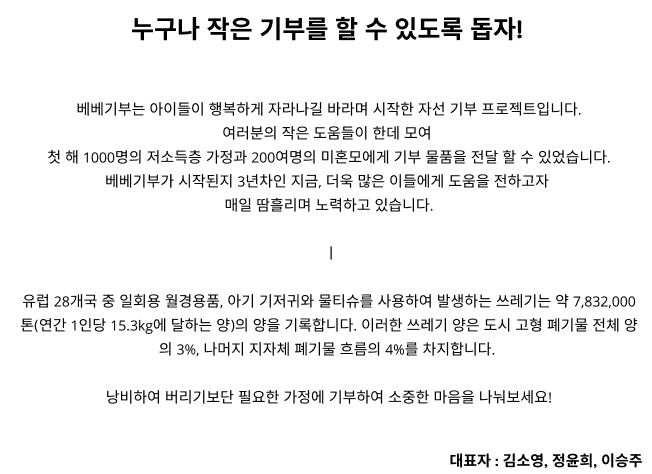 누구나 작은 기부를 할 수 있도록 돕자!
베베기부는 아이들이 행복하게 자라나길 바라며 시작한 자선 기부 프로젝트입니다.
여러분의 작은 도움들이 한데 모여
첫 해 1000명의 저소득층 가정과 200여명의 미혼모에게 기부 물품을 전달 할 수 있었습니다.
베베기부가 시작된지 3년차인 지금, 더욱 많은 이들에게 도움을 전하고자
매일 땀흘리며 노력하고 있습니다.
|
유럽 28개국 중 일회용 월경용품, 아기 기저귀와 물티슈를 사용하여 발생하는 쓰레기는 약 7,832,000
톤(연간 1인당 15.3kg에 달하는 양)의 양을 기록합니다. 이러한 쓰레기 양은 도시 고형 폐기물 전체 양
의 3%, 나머지 지자체 폐기물 흐름의 4%를 차지합니다.
낭비하여 버리기보단 필요한 가정에 기부하여 소중한 마음을 나눠보세요!
대표자 : 김소영, 정윤희, 이승주